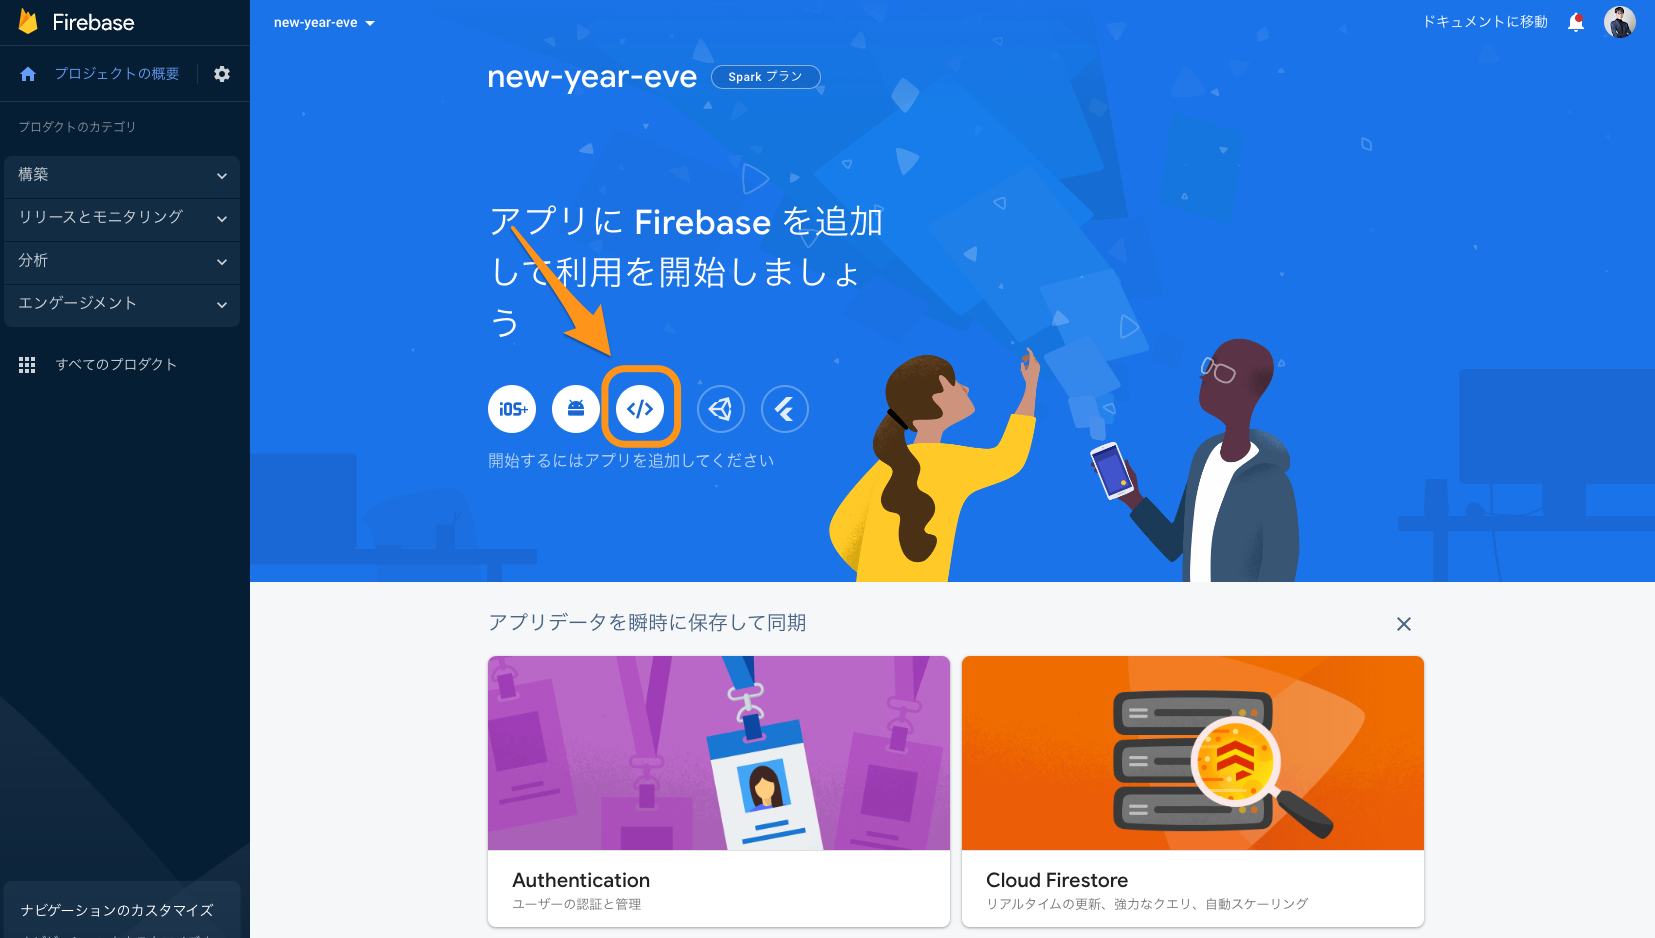 Firebase
new-year-eve
ドキュメントに移動
プロジェクトの概要
プロダクトのカテゴリ
構築
リリースとモニタリング
分析
エンゲージメント
すべてのプロダクト
ナビゲーションのカスタマイズ
new-year-eve
Spark プラン
アプリに Firebase を追加
して利用を開始しましょ
う
iOS+
</>
開始するにはアプリを追加してください
アプリデータを瞬時に保存して同期
Authentication
ユーザーの認証と管理
Cloud Firestore
リアルタイムの更新、強力なクエリ、自動スケーリング